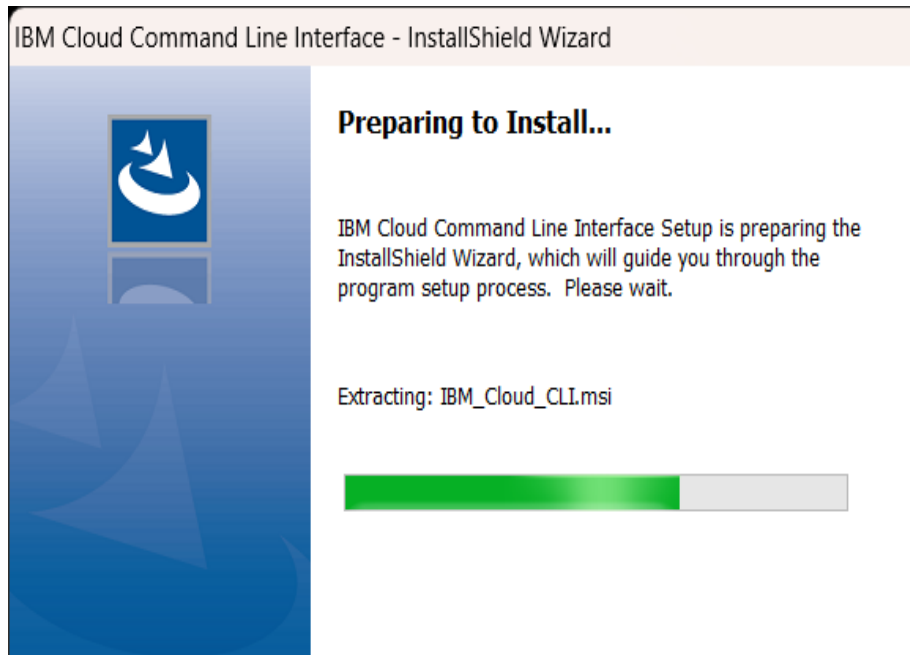 IBM Cloud Command Line Interface - InstallShield Wizard
Preparing to Install...
IBM Cloud Command Line Interface Setup is preparing the
InstallShield Wizard, which will guide you through the
program setup process.  Please wait.
Extracting: IBM_Cloud_CLI.msi